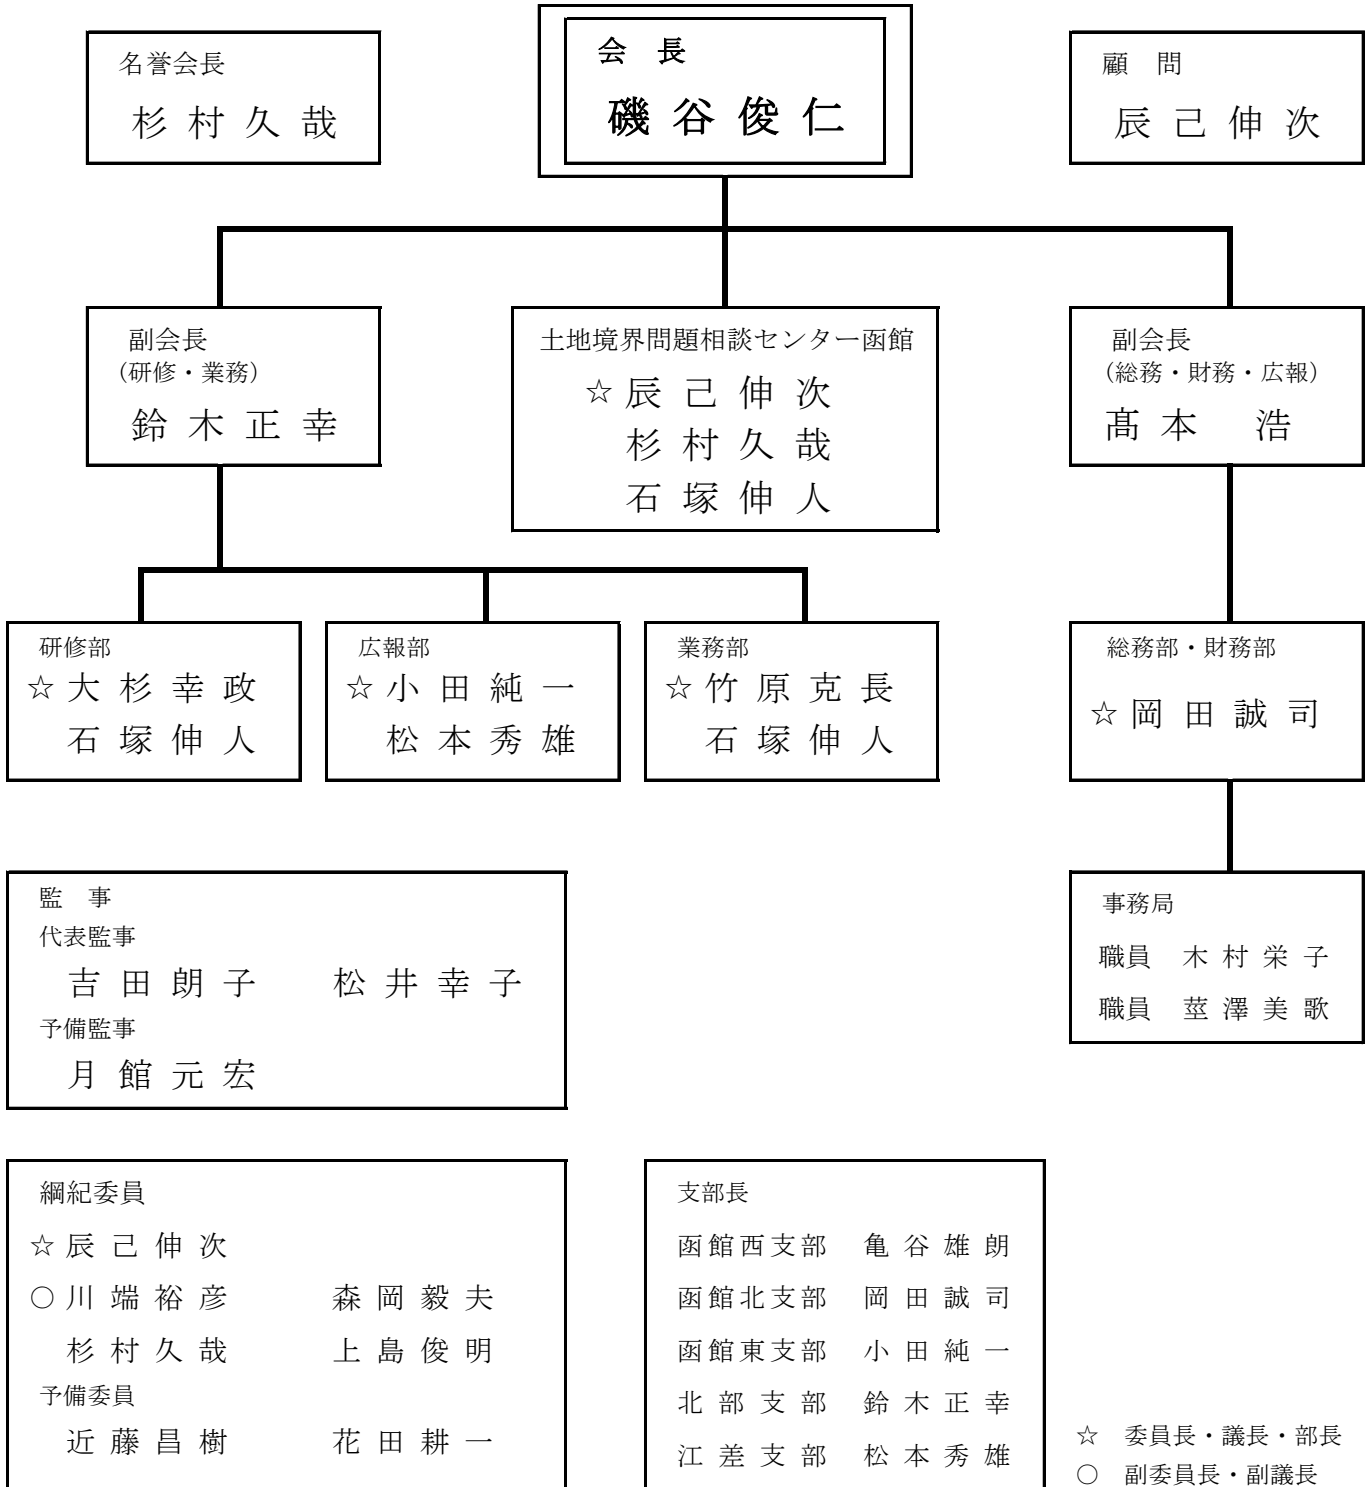 名誉会長
杉村久哉
会　長
磯谷俊仁
顧　問
辰己伸次
副会長
(研修・業務)
鈴木正幸
土地境界問題相談センター函館
☆辰己伸次
杉村久哉
石塚伸人
副会長
(総務・財務・広報)
髙本　浩
研修部
☆大杉幸政
石塚伸人
広報部
☆小田純一
松本秀雄
業務部
☆竹原克長
石塚伸人
総務部・財務部
☆岡田誠司
事務局
職員　木村栄子
職員　莖澤美歌
監　事
代表監事
吉田朗子　松井幸子
予備監事
月館元宏
綱紀委員
☆辰己伸次
○川端裕彦　森岡毅夫
杉村久哉　上島俊明
予備委員
近藤昌樹　花田耕一
支部長
函館西支部　亀谷雄朗
函館北支部　岡田誠司
函館東支部　小田純一
北部支部　鈴木正幸
江差支部　松本秀雄
☆　委員長・議長・部長
○　副委員長・副議長